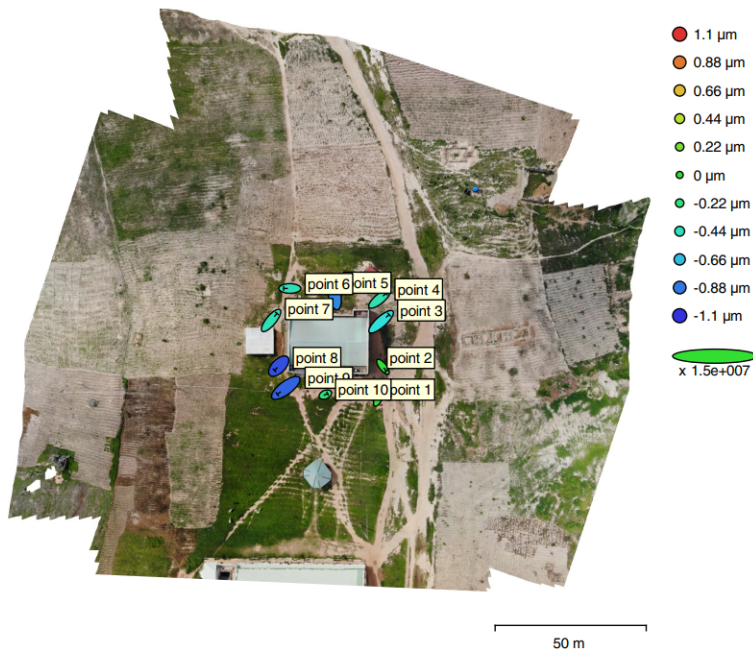 1.1 µm
0.88 µm
0.66 µm
0.44 µm
0.22 µm
0 µm
-0.22 µm
-0.44 µm
-0.66 µm
-0.88 µm
-1.1 µm
x 1.5e+007
point 6
point 5
point 4
point 7
point 3
point 8
point 2
point 9
point 10
point 1
50 m